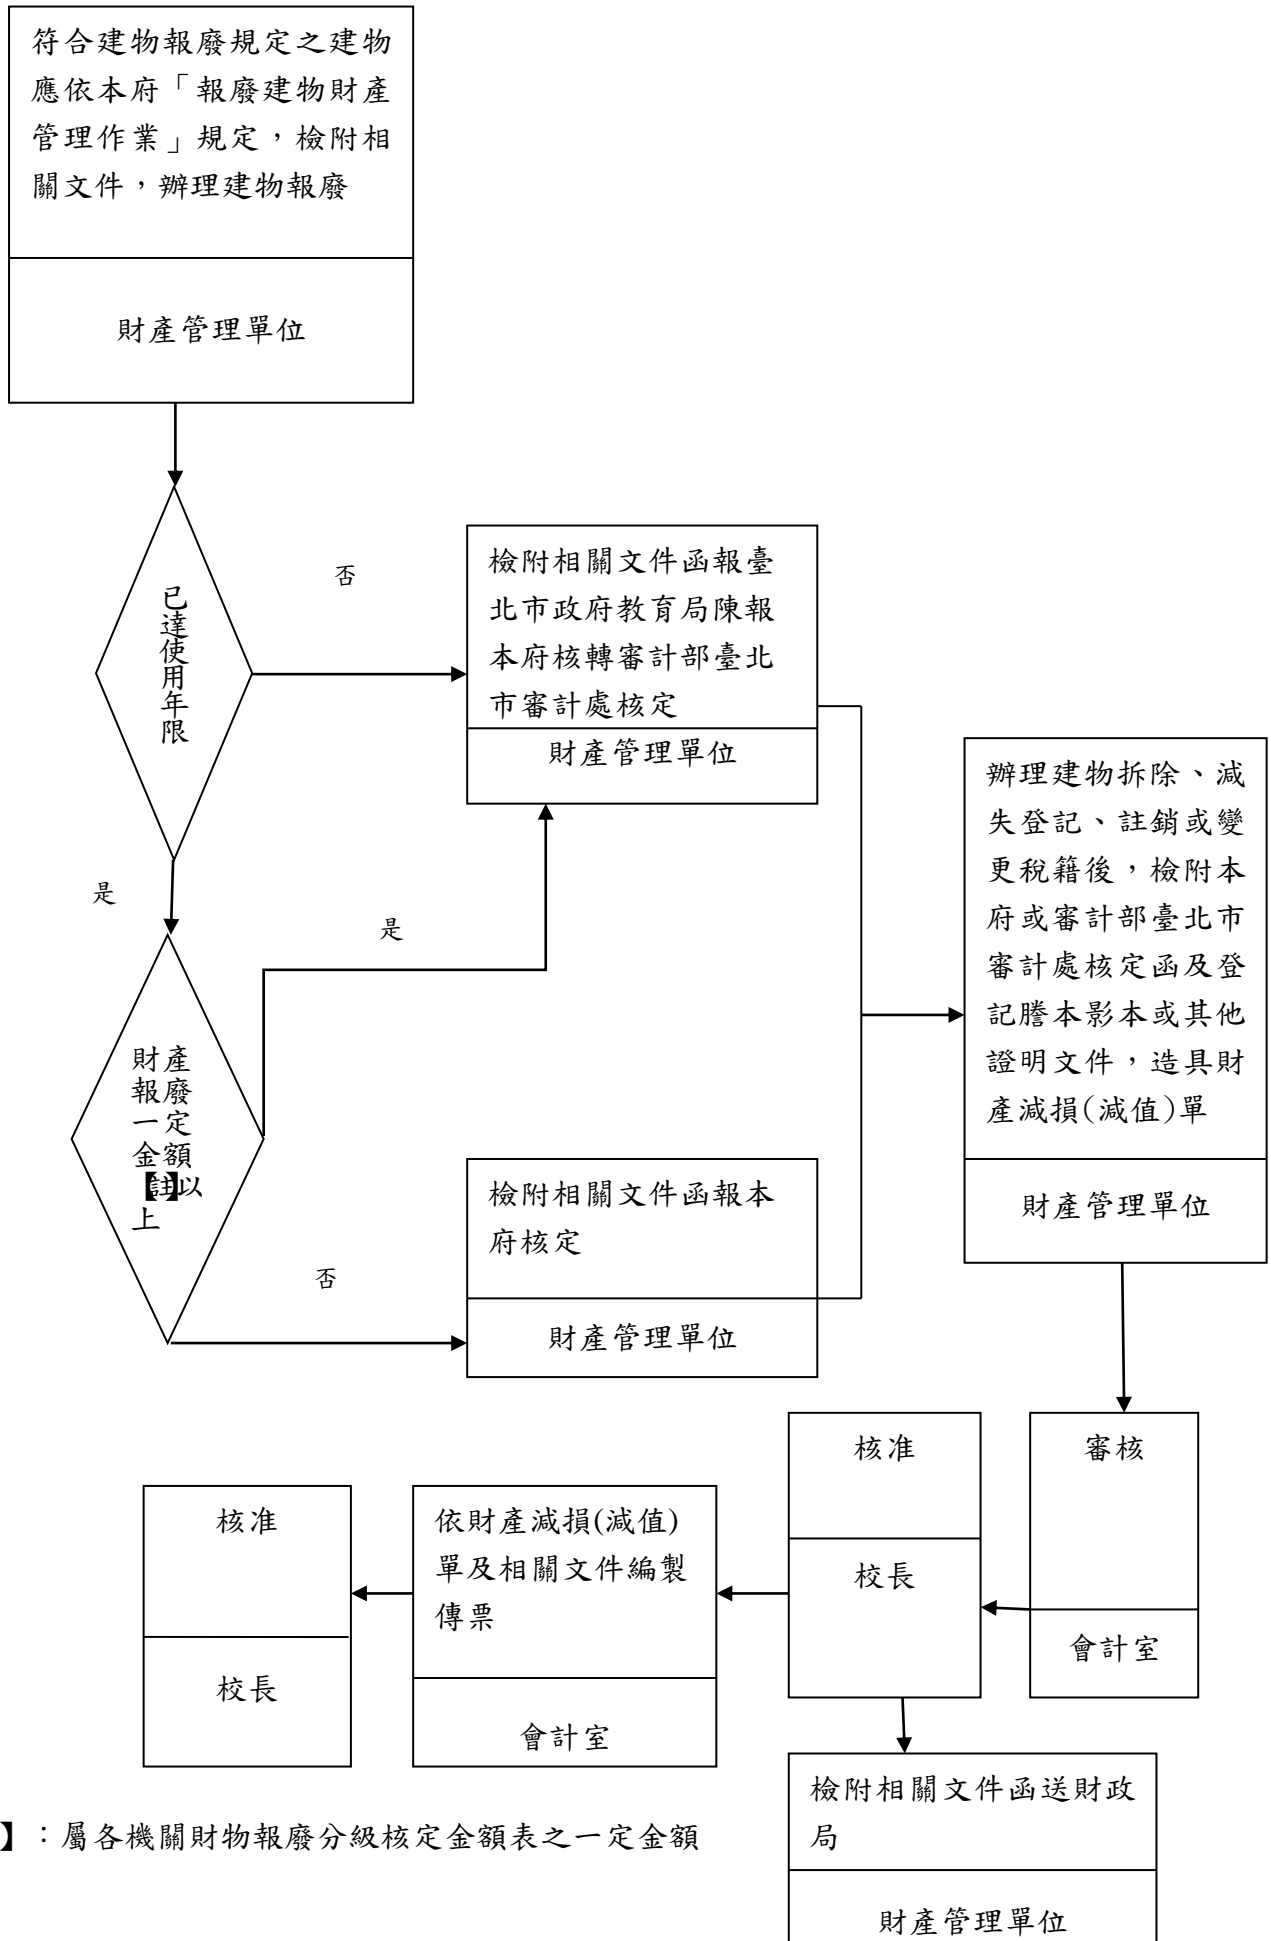 符合建物報廢規定之建物
應依本府「報廢建物財產
管理作業」規定，檢附相
關文件，辦理建物報廢
財產管理單位
已達使用年限
否
檢附相關文件函報臺
北市政府教育局陳報
本府核轉審計部臺北
市審計處核定
財產管理單位
是
是
財產
報廢
一定
金額
【註】以
上
否
檢附相關文件函報本
府核定
財產管理單位
辦理建物拆除、滅
失登記、註銷或變
更稅籍後，檢附本
府或審計部臺北市
審計處核定函及登
記謄本影本或其他
證明文件，造具財
產減損(減值)單
財產管理單位
審核
會計室
核准
校長
依財產減損(減值)
單及相關文件編製
傳票
會計室
核准
校長
檢附相關文件函送財政
局
財產管理單位
】：屬各機關財物報廢分級核定金額表之一定金額